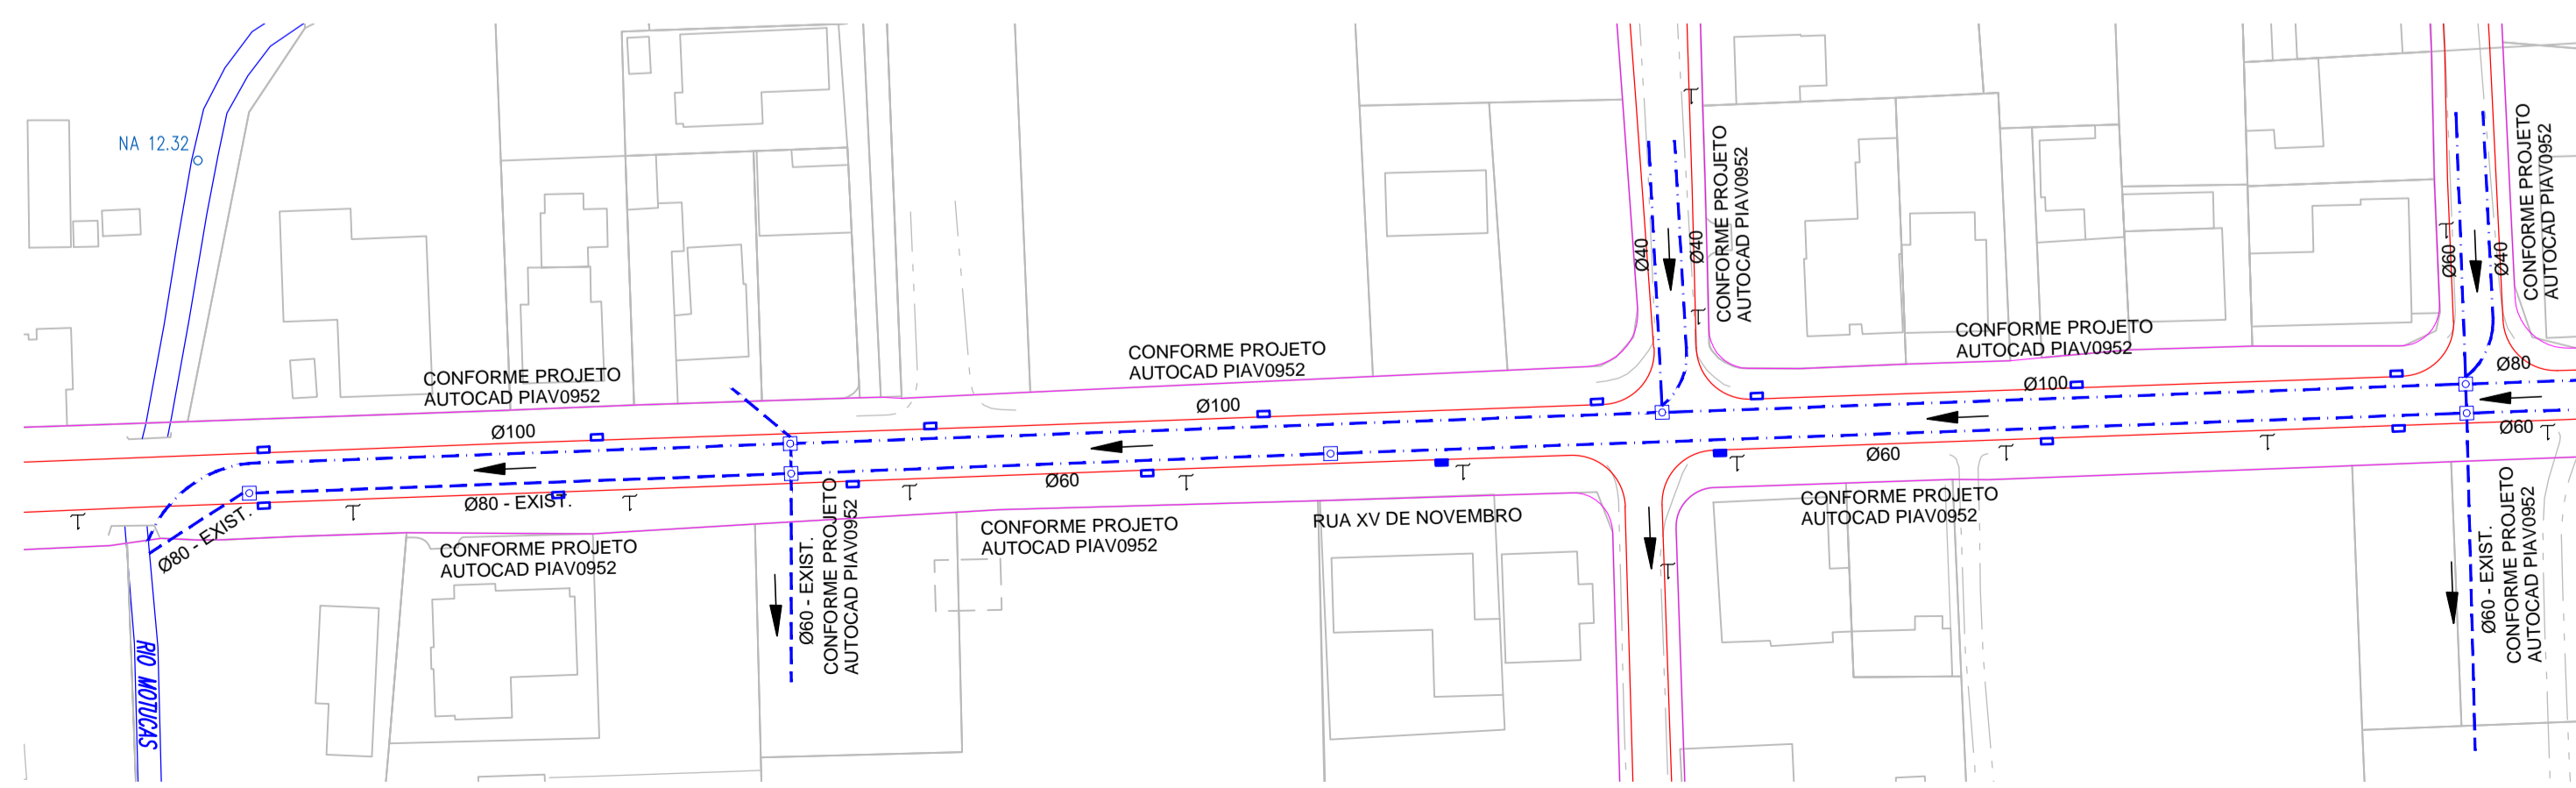 NA 12.32
CONFORME PROJETO
AUTOCAD PIAV0952
Ø100
Ø80 - EXIST.
Ø80 - EXIST.
CONFORME PROJETO
AUTOCAD PIAV0952
RIO MOTUCAS
Ø60 - EXIST.
CONFORME PROJETO
AUTOCAD PIAV0952
CONFORME PROJETO
AUTOCAD PIAV0952
Ø100
Ø60
CONFORME PROJETO
AUTOCAD PIAV0952
RUA XV DE NOVEMBRO
Ø40
Ø40
CONFORME PROJETO
AUTOCAD PIAV0952
CONFORME PROJETO
AUTOCAD PIAV0952
Ø100
Ø60
CONFORME PROJETO
AUTOCAD PIAV0952
Ø60
Ø40
CONFORME PROJETO
AUTOCAD PIAV0952
Ø80
Ø60
Ø60 - EXIST.
CONFORME PROJETO
AUTOCAD PIAV0952